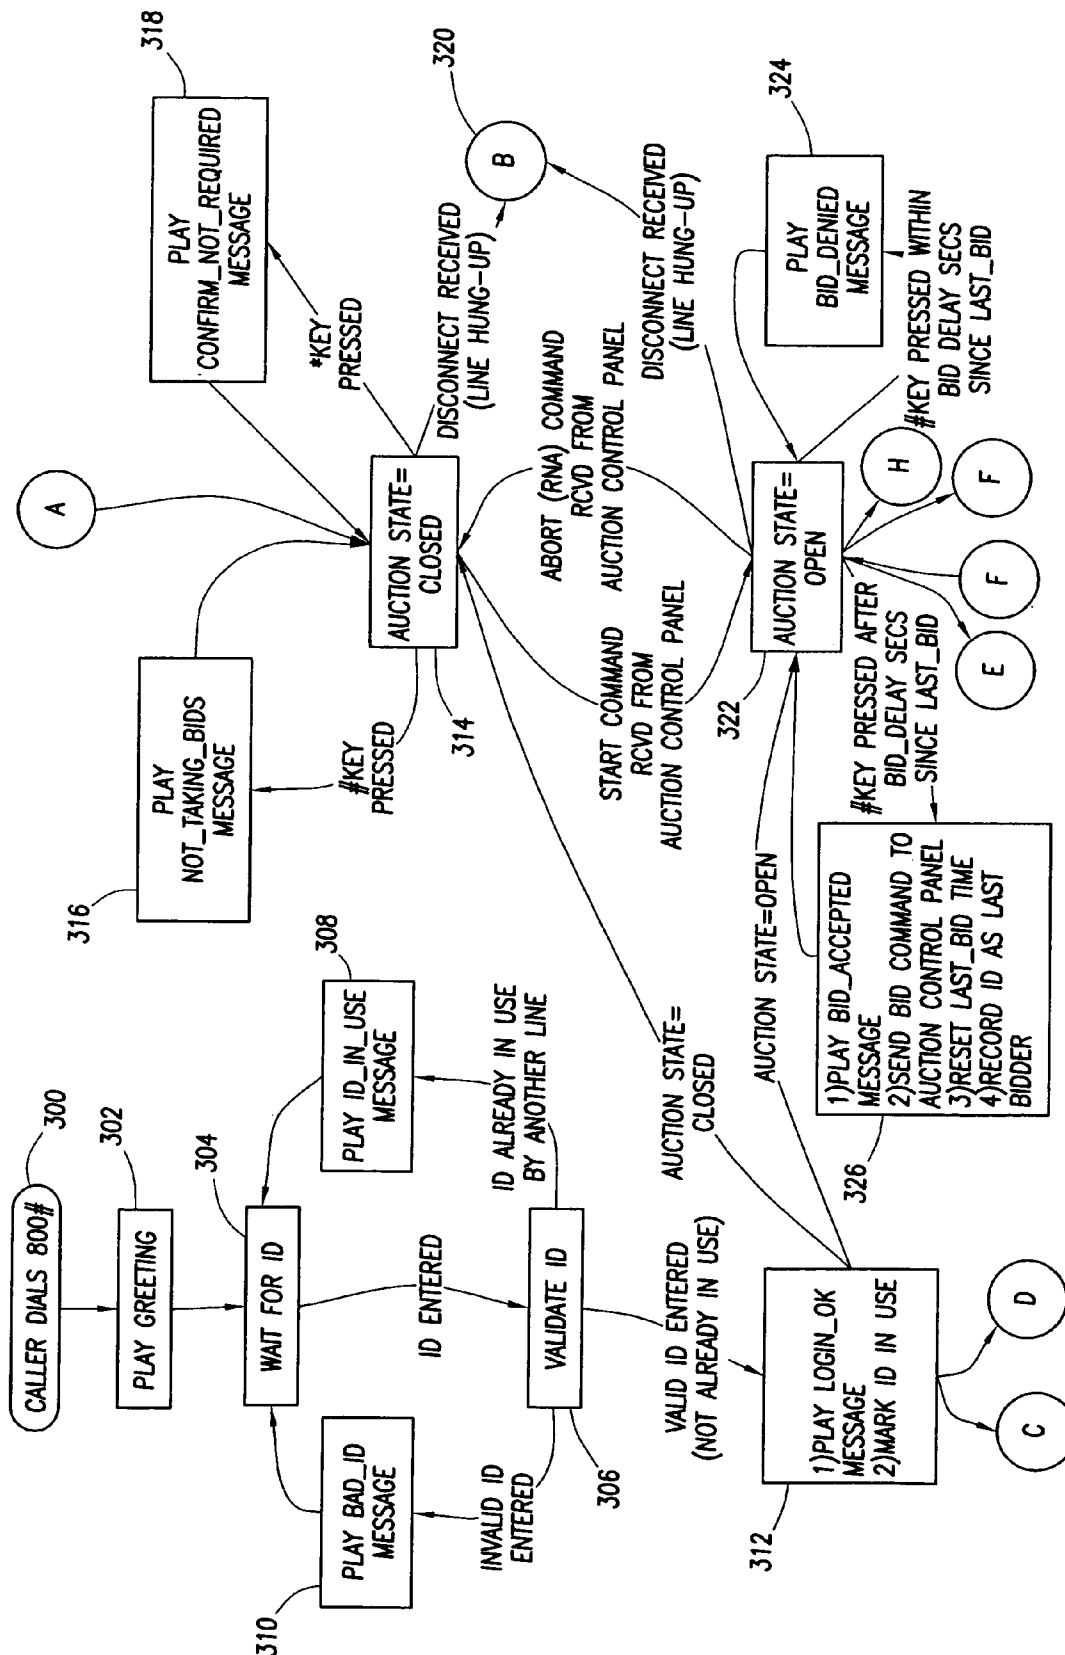 CALLER DIALS 800#
300
PLAY GREETING
302
WAIT FOR ID
304
PLAY ID_IN_USE
MESSAGE
308
PLAY BAD_ID
MESSAGE
310
ID ENTERED
INVALID ID
ENTERED
ID ALREADY IN USE
BY ANOTHER LINE
VALIDATE ID
306
VALID ID ENTERED
(NOT ALREADY IN USE)
1)PLAY LOGIN_OK
MESSAGE
2)MARK ID IN USE
312
C
D
AUCTION STATE=
CLOSED
AUCTION STATE=OPEN
A
PLAY
NOT_TAKING_BIDS
MESSAGE
316
PLAY
CONFIRM_NOT_REQUIRED
MESSAGE
318
#KEY
PRESSED
*KEY
PRESSED
AUCTION STATE=
CLOSED
314
DISCONNECT RECEIVED
(LINE HUNG-UP)
B
320
START COMMAND
RCVD FROM
AUCTION CONTROL PANEL
ABORT (RNA) COMMAND
RCVD FROM
AUCTION CONTROL PANEL
DISCONNECT RECEIVED
(LINE HUNG-UP)
AUCTION STATE=
OPEN
322
PLAY
BID_DENIED
MESSAGE
324
#KEY PRESSED WITHIN
BID DELAY SECS
SINCE LAST_BID
#KEY PRESSED AFTER
BID_DELAY SECS
SINCE LAST_BID
H
F
F
E
1)PLAY BID_ACCEPTED
MESSAGE
2)SEND BID COMMAND TO
AUCTION CONTROL PANEL
3)RESET LAST_BID TIME
4)RECORD ID AS LAST
BIDDER
326